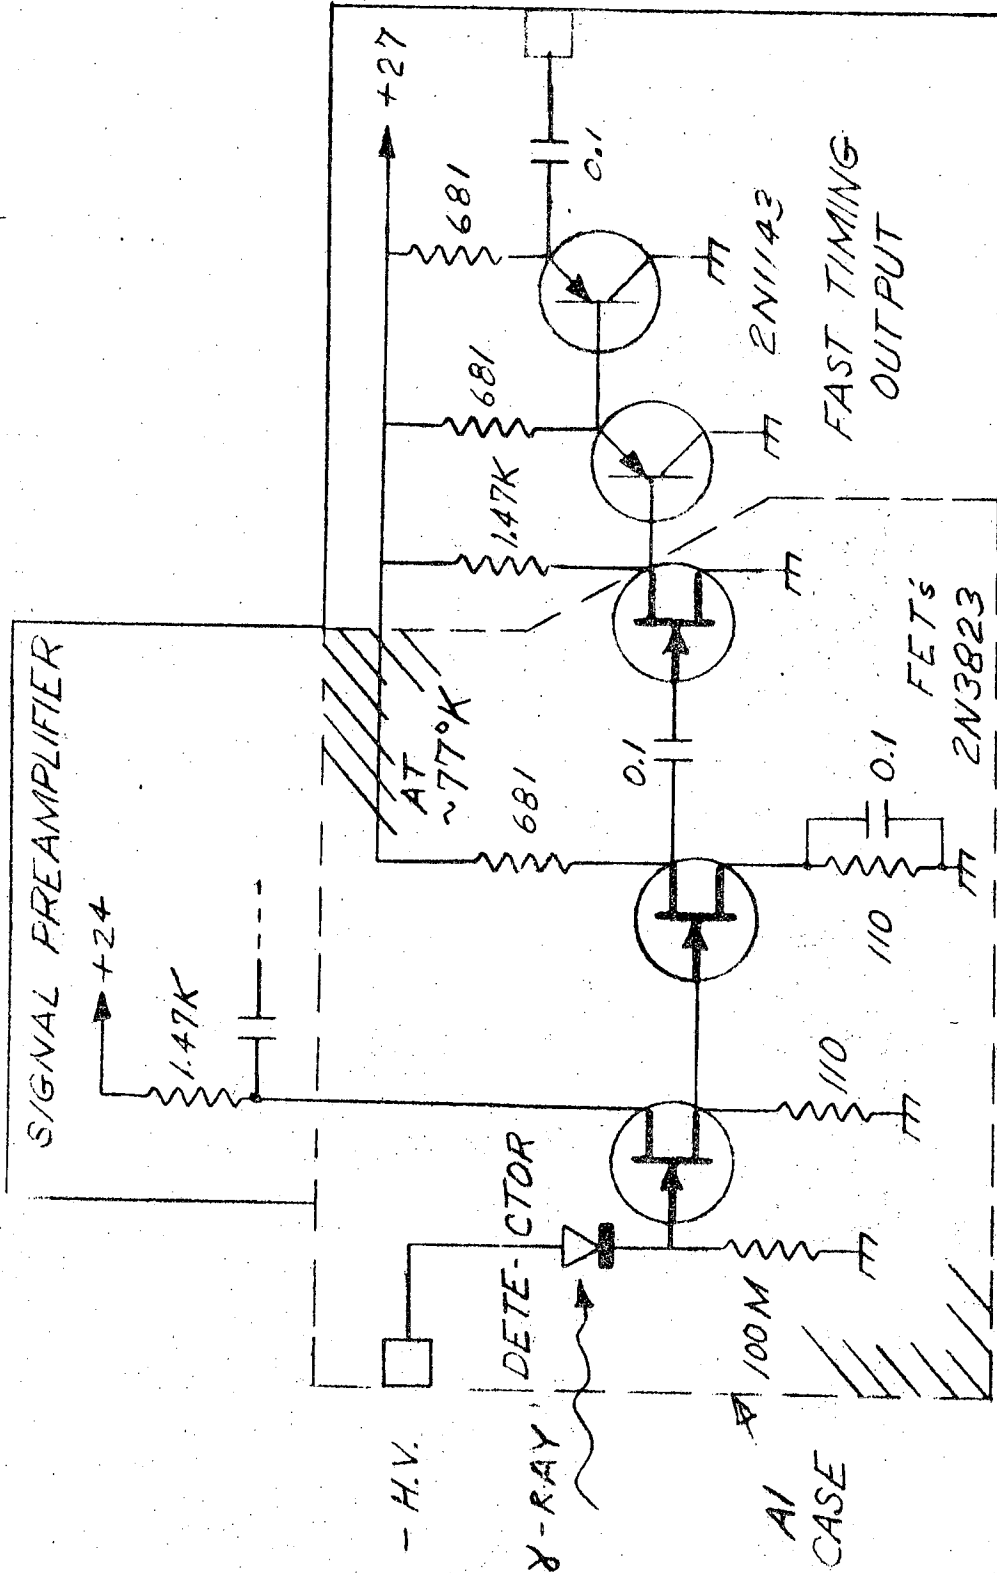 SIGNAL PREAMPLIFIER
+24
1.47K
+27
681
681
1.47K
0.1
AT
~77°K
681
0.1
2N1143
FAST TIMING
OUTPUT
- H.V.
DETE-CTOR
γ-RAY
100M
110
110
0.1
FET's
2N3823
Al
CASE